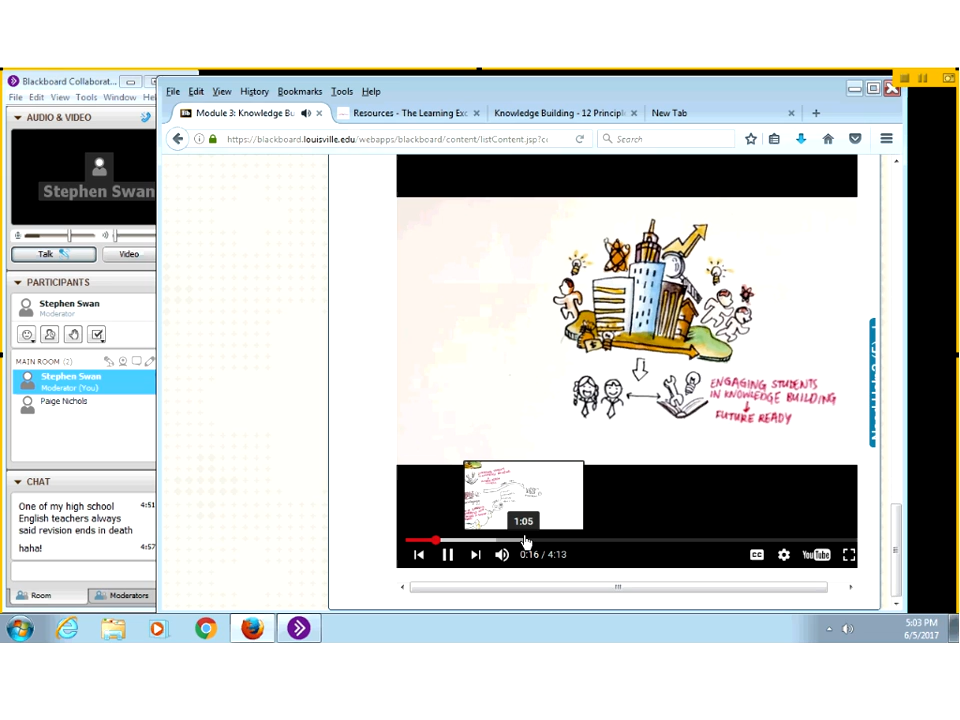 Blackboard Collaborat...
File Edit View Tools Window Hel
AUDIO & VIDEO
Stephen Swan
Talk
Video
PARTICIPANTS
Stephen Swan
Moderator
MAIN ROOM (2)
Stephen Swan
Moderator (You)
Paige Nichols
CHAT
One of my high school
English teachers always
said revision ends in death
4:51
haha!
4:57
Room
Moderators
File Edit View History Bookmarks Tools Help
Module 3: Knowledge Bu
Resources - The Learning Exc
Knowledge Building - 12 Principl
New Tab
https://blackboard.louisville.edu/webapps/blackboard/content/listContent.jsp?c
Search
ENGAGING STUDENTS
IN KNOWLEDGE BUILDING
FUTURE READY
1:05
0:16 / 4:13
CC
YouTube
5:03 PM
6/5/2017